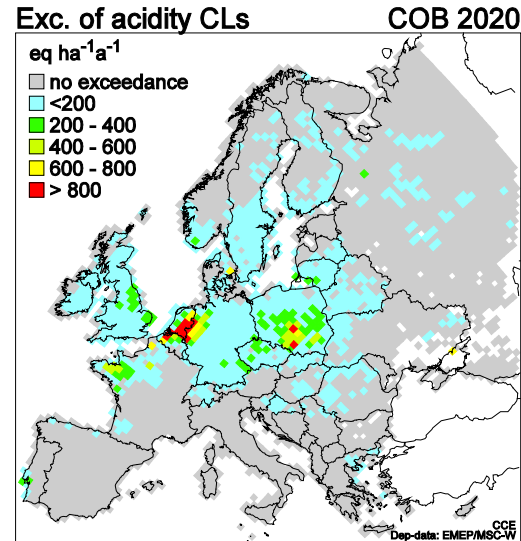 Exc. of acidity CLs COB 2020
eq ha⁻¹a⁻¹
no exceedance
<200
200 - 400
400 - 600
600 - 800
> 800
CCE
Dep-data: EMEP/MSC-W